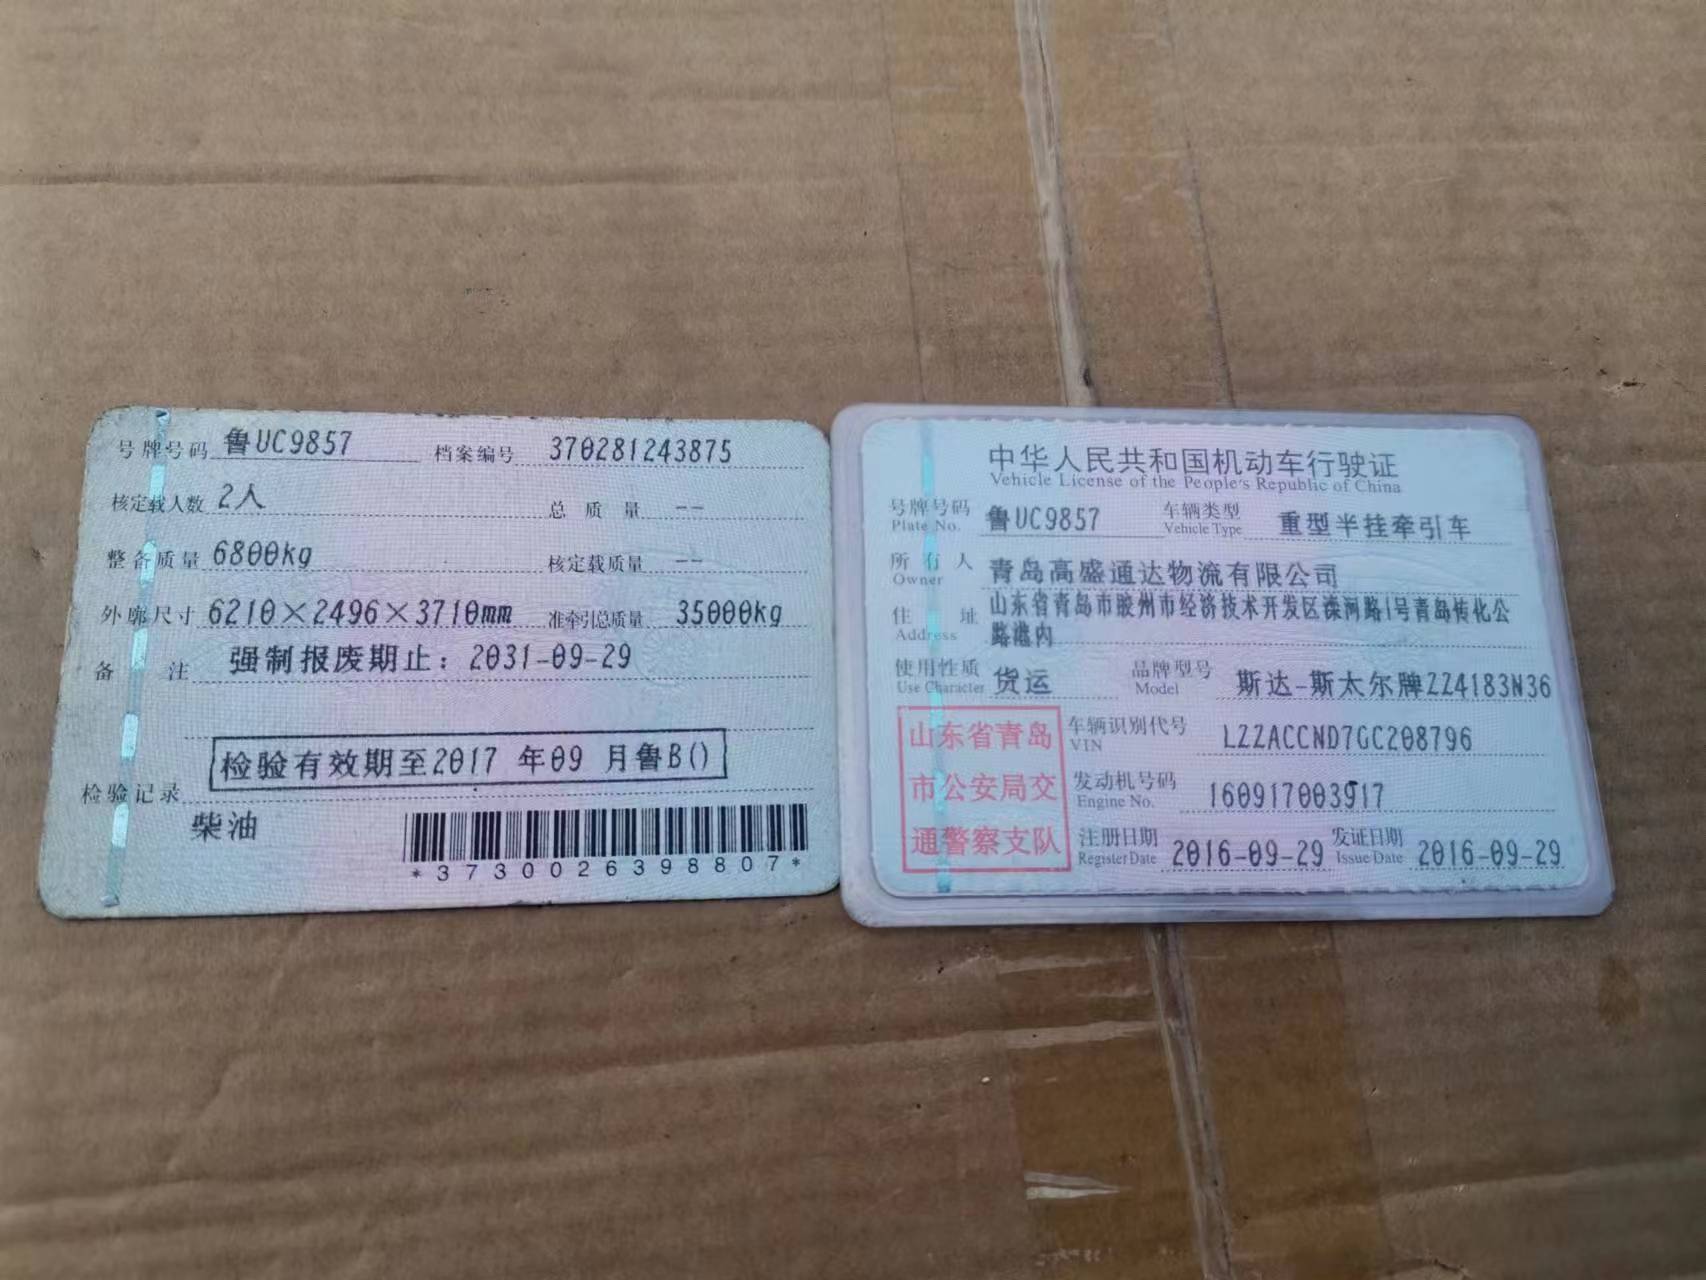 号牌号码 鲁UC9857 档案编号 370281243875
核定载人数 2人 总质量 --
整备质量 6800kg 核定载质量 --
外廓尺寸 6210×2496×3710mm 准牵引总质量 35000kg
备注 强制报废期止：2031-09-29
检验有效期至2017 年09 月鲁B()
检验记录
柴油
*3730026398807*
中华人民共和国机动车行驶证
Vehicle License of the People's Republic of China
号牌号码 鲁UC9857 车辆类型 重型半挂牵引车
Plate No. Vehicle Type
所有人 青岛高盛通达物流有限公司
Owner
住址 山东省青岛市胶州市经济技术开发区滦河路1号青岛传化公
Address 路港内
使用性质 货运 品牌型号 斯达-斯太尔牌ZZ4183N36
Use Character Model
山东省青岛
市公安局交
通警察支队
车辆识别代号 LZZACCND7GC208796
VIN
发动机号码 160917003917
Engine No.
注册日期 2016-09-29 发证日期 2016-09-29
Register Date Issue Date